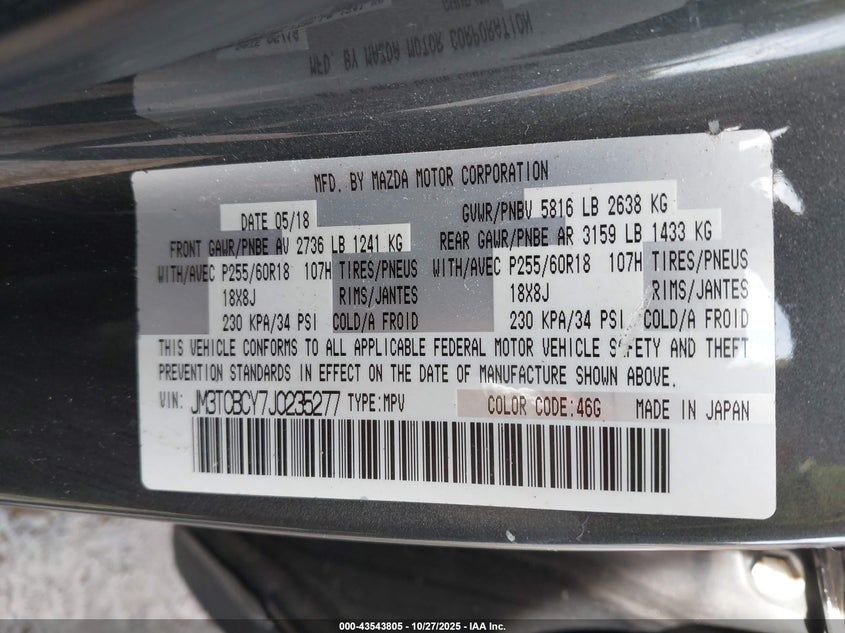 MFD. BY MAZDA MOTOR CORPORATION
DATE 05/18
GVWR/PNBV 5816 LB 2638 KG
FRONT GAWR/PNBE AV 2736 LB 1241 KG
REAR GAWR/PNBE AR 3159 LB 1433 KG
WITH/AVEC P255/60R18 107H TIRES/PNEUS
WITH/AVEC P255/60R18 107H TIRES/PNEUS
18X8J RIMS/JANTES
18X8J RIMS/JANTES
230 KPA/34 PSI COLD/A FROID
230 KPA/34 PSI COLD/A FROID
THIS VEHICLE CONFORMS TO ALL APPLICABLE FEDERAL MOTOR VEHICLE SAFETY AND THEFT
PREVENTION STANDARDS IN EFFECT ON THE DATE OF MANUFACTURE SHOWN ABOVE.
VIN: JM3TCBCY7J0235277 TYPE:MPV COLOR CODE:46G MADE IN JAPAN
000-43543805 - 10/27/2025 - IAA Inc.